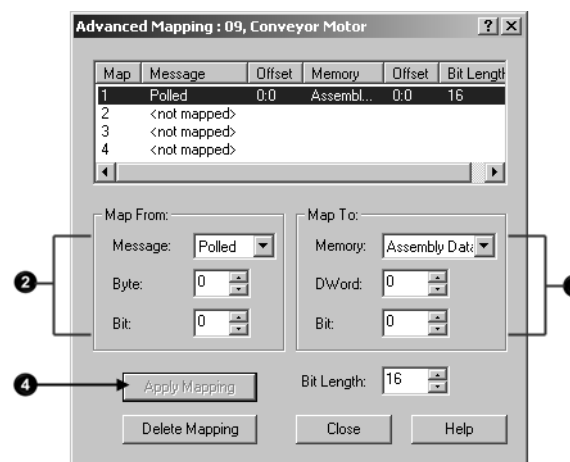 Advanced Mapping : 09, Conveyor Motor
Map Message Offset Memory Offset Bit Length
1 Polled 0:0 Assembl... 0:0 16
2 <not mapped>
3 <not mapped>
4 <not mapped>
Map From: Map To:
Message: Polled Memory: Assembly Data
2 Byte: 0 DWord: 0
Bit: 0 Bit: 0
4 Apply Mapping Bit Length: 16
Delete Mapping Close Help